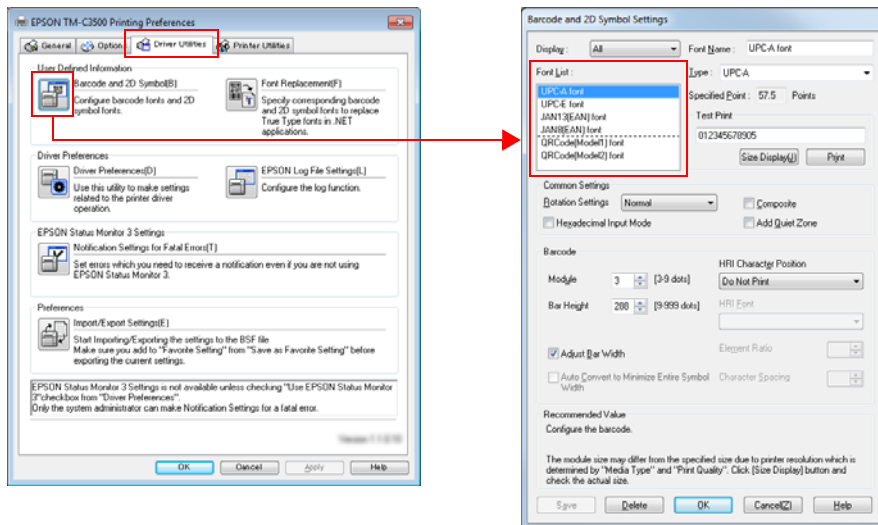 EPSON TM-C3500 Printing Preferences
General
Option
Driver Utilities
Printer Utilities
User Defined Information
Barcode and 2D Symbol(B)
Configure barcode fonts and 2D
symbol fonts.
Font Replacement(F)
Specify corresponding barcode
and 2D symbol fonts to replace
True Type fonts in .NET
applications.
Driver Preferences
Driver Preferences(D)
Use this utility to make settings
related to the printer driver
operation.
EPSON Log File Settings(L)
Configure the log function.
EPSON Status Monitor 3 Settings
Notification Settings for Fatal Errors(T)
Set errors which you need to receive a notification even if you are not using
EPSON Status Monitor 3.
Preferences
Import/Export Settings(E)
Start Importing/Exporting the settings to the BSF file
Make sure you add to "Favorite Setting" from "Save as Favorite Setting" before
exporting the current settings.
EPSON Status Monitor 3 Settings is not available unless checking "Use EPSON Status Monitor
3"checkbox from "Driver Preferences".
Only the system administrator can make Notification Settings for a fatal error.
OK
Cancel
Apply
Help
Barcode and 2D Symbol Settings
Display :
All
Font Name :
UPC-A font
Font List :
UPC-A font
UPC-E font
JAN13(EAN) font
JAN8(EAN) font
QRCode(Model1) font
QRCode(Model2) font
Type :
UPC-A
Specified Point :
57.5
Points
Test Print
012345678905
Size Display(J)
Print
Common Settings
Rotation Settings
Normal
Composite
Hexadecimal Input Mode
Add Quiet Zone
Barcode
HRI Character Position
Module
3
[3-9 dots]
Do Not Print
Bar Height
200
[9-999 dots]
HRI Font
Adjust Bar Width
Element Ratio
Auto Convert to Minimize Entire Symbol
Width
Character Spacing
Recommended Value
Configure the barcode.
The module size may differ from the specified size due to printer resolution which is
determined by "Media Type" and "Print Quality". Click [Size Display] button and
check the actual size.
Save
Delete
OK
Cancel(Z)
Help